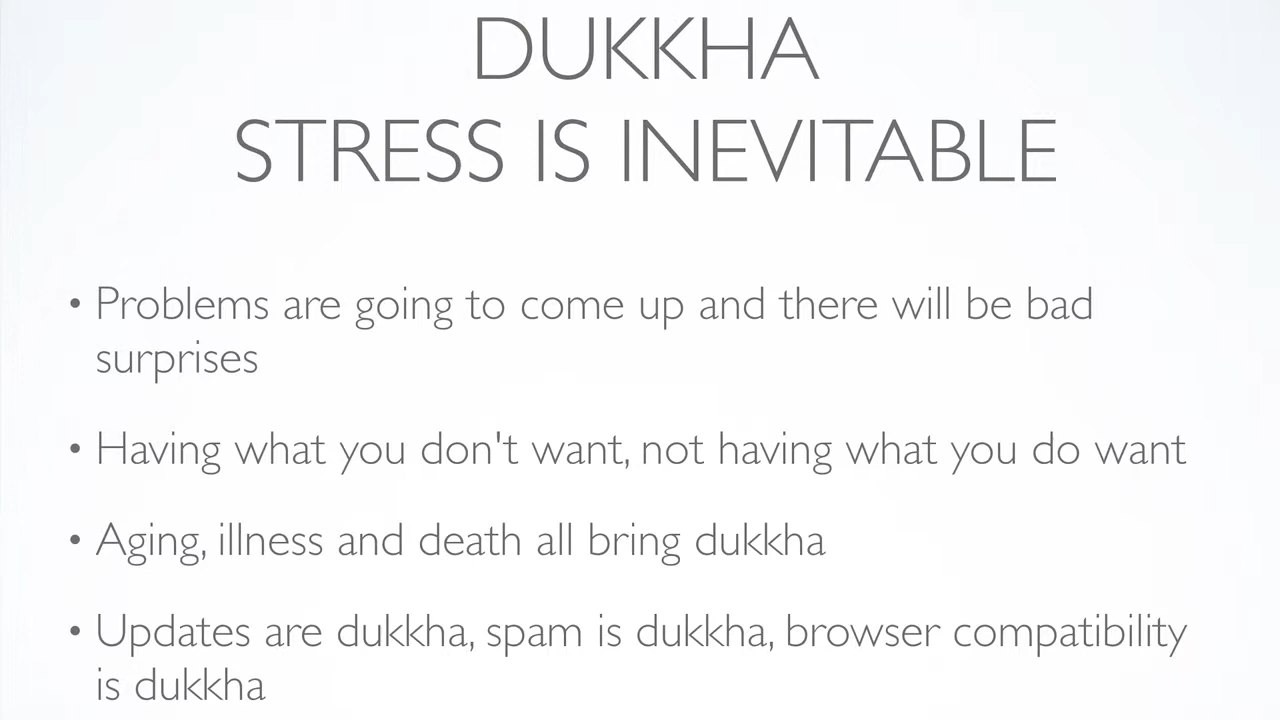 DUKKHA
STRESS IS INEVITABLE
• Problems are going to come up and there will be bad
surprises
• Having what you don't want, not having what you do want
• Aging, illness and death all bring dukkha
• Updates are dukkha, spam is dukkha, browser compatibility
is dukkha